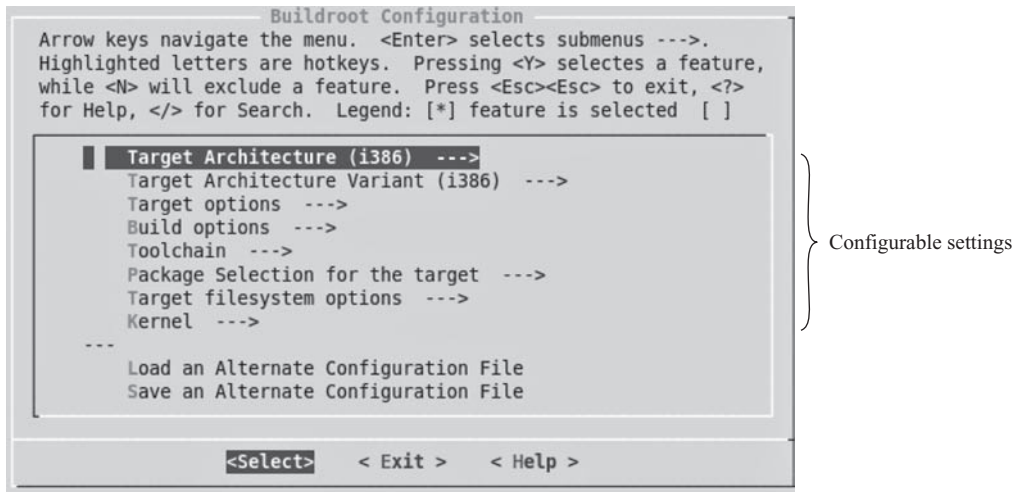 Buildroot Configuration
Arrow keys navigate the menu.  <Enter> selects submenus --->.
Highlighted letters are hotkeys.  Pressing <Y> selectes a feature,
while <N> will exclude a feature.  Press <Esc><Esc> to exit, <?>
for Help, </> for Search.  Legend: [*] feature is selected  [ ]
Target Architecture (i386)  --->
Target Architecture Variant (i386)  --->
Target options  --->
Build options  --->
Toolchain  --->
Package Selection for the target  --->
Target filesystem options  --->
Kernel  --->
---
Load an Alternate Configuration File
Save an Alternate Configuration File
Configurable settings
<Select>    < Exit >    < Help >